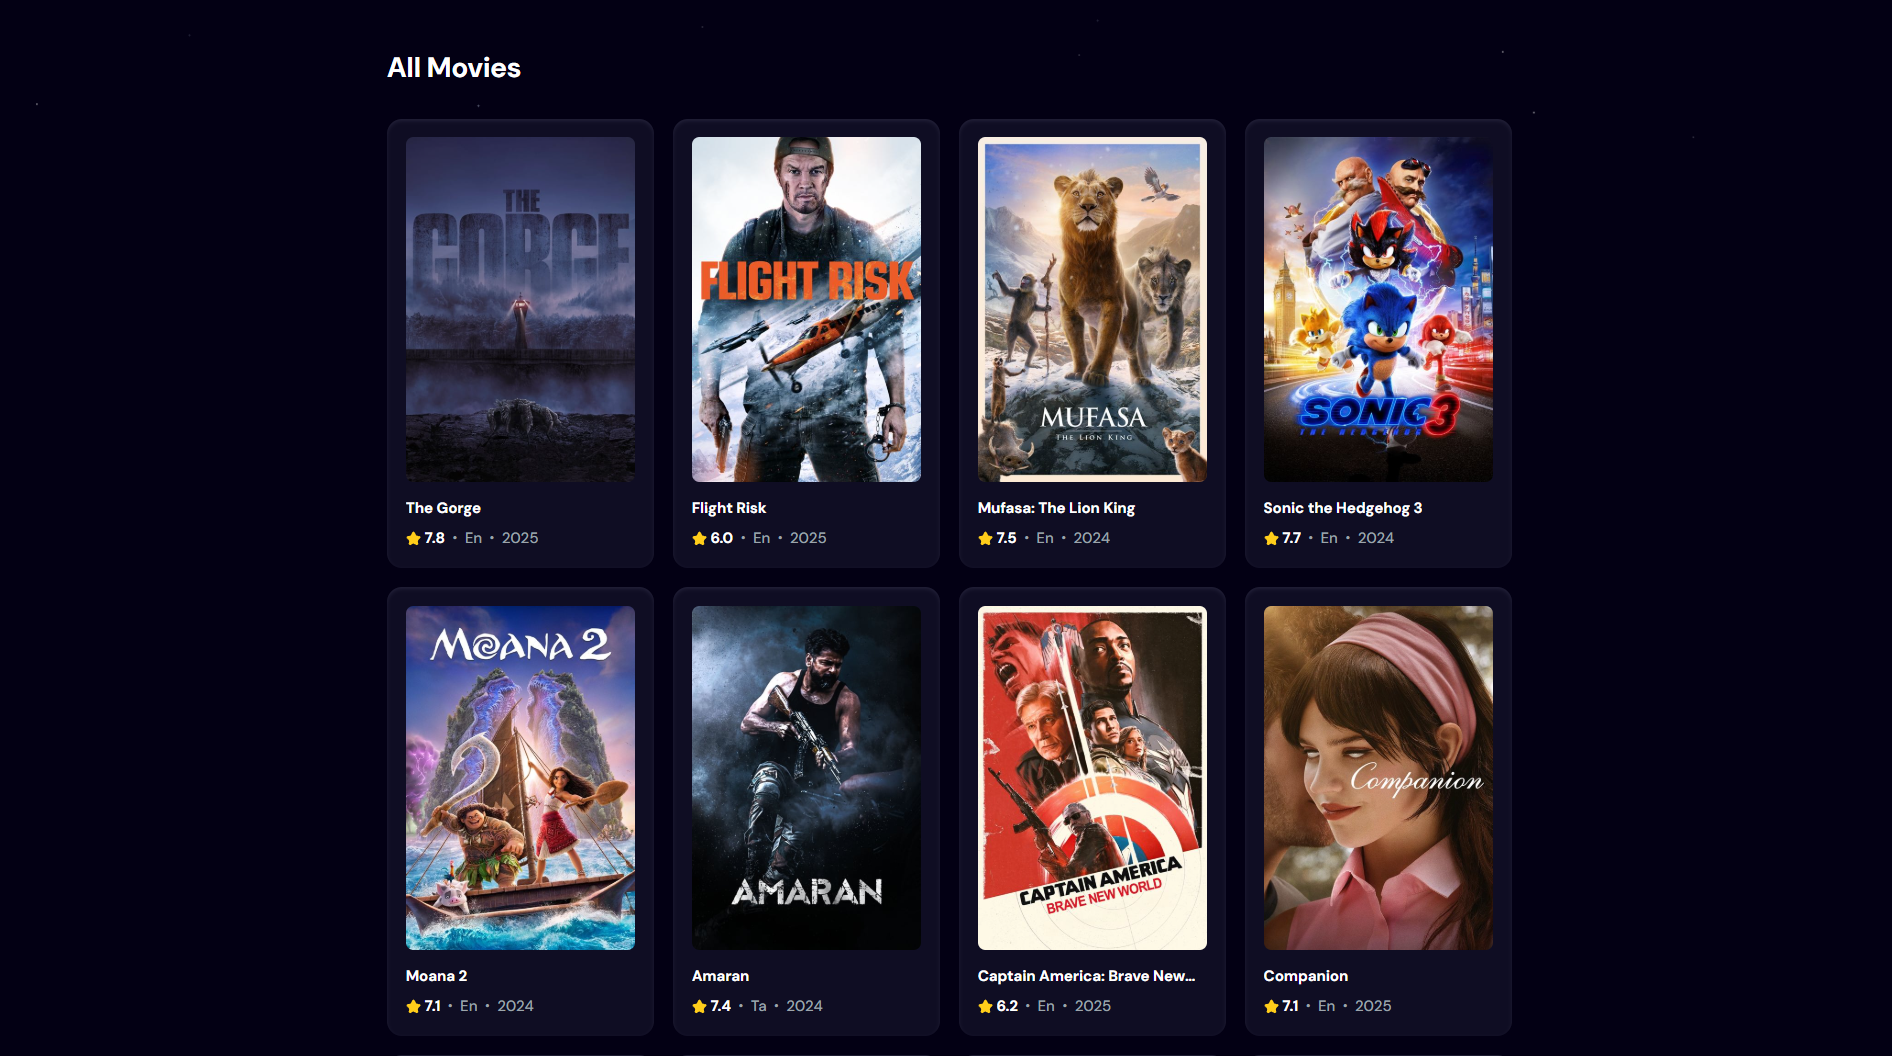 All Movies
THE
GORGE
FLIGHT RISK
MUFASA
THE LION KING
SONIC 3
THE HEDGEHOG
The Gorge
7.8 • En • 2025
Flight Risk
6.0 • En • 2025
Mufasa: The Lion King
7.5 • En • 2024
Sonic the Hedgehog 3
7.7 • En • 2024
MOANA 2
AMARAN
CAPTAIN AMERICA
BRAVE NEW WORLD
Companion
Moana 2
7.1 • En • 2024
Amaran
7.4 • Ta • 2024
Captain America: Brave New...
6.2 • En • 2025
Companion
7.1 • En • 2025